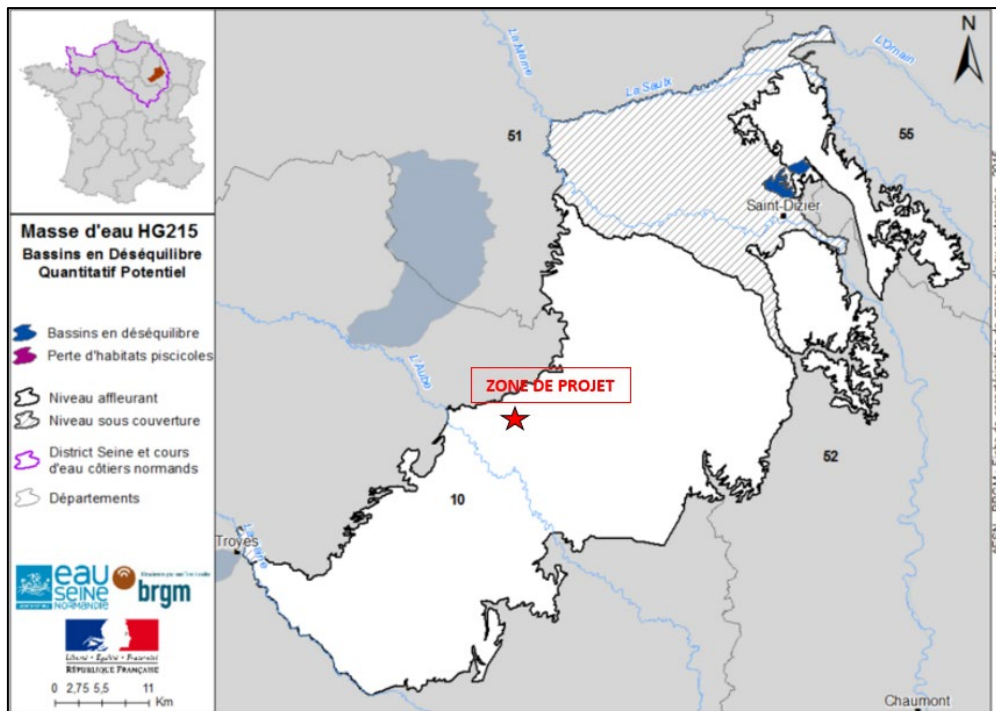 Masse d'eau HG215
Bassins en Déséquilibre
Quantitatif Potentiel
Bassins en déséquilibre
Perte d'habitats piscicoles
Niveau affleurant
Niveau sous couverture
District Seine et cours
d'eau côtiers normands
Départements
eau
SEINE
NORMANDIE
brgm
Liberté • Égalité • Fraternité
RÉPUBLIQUE FRANÇAISE
0 2,75 5,5 11
Km
N
La Marne
L'Ornain
La Saulx
51
55
Saint-Dizier
L'Aube
ZONE DE PROJET
52
10
Troyes
Chaumont